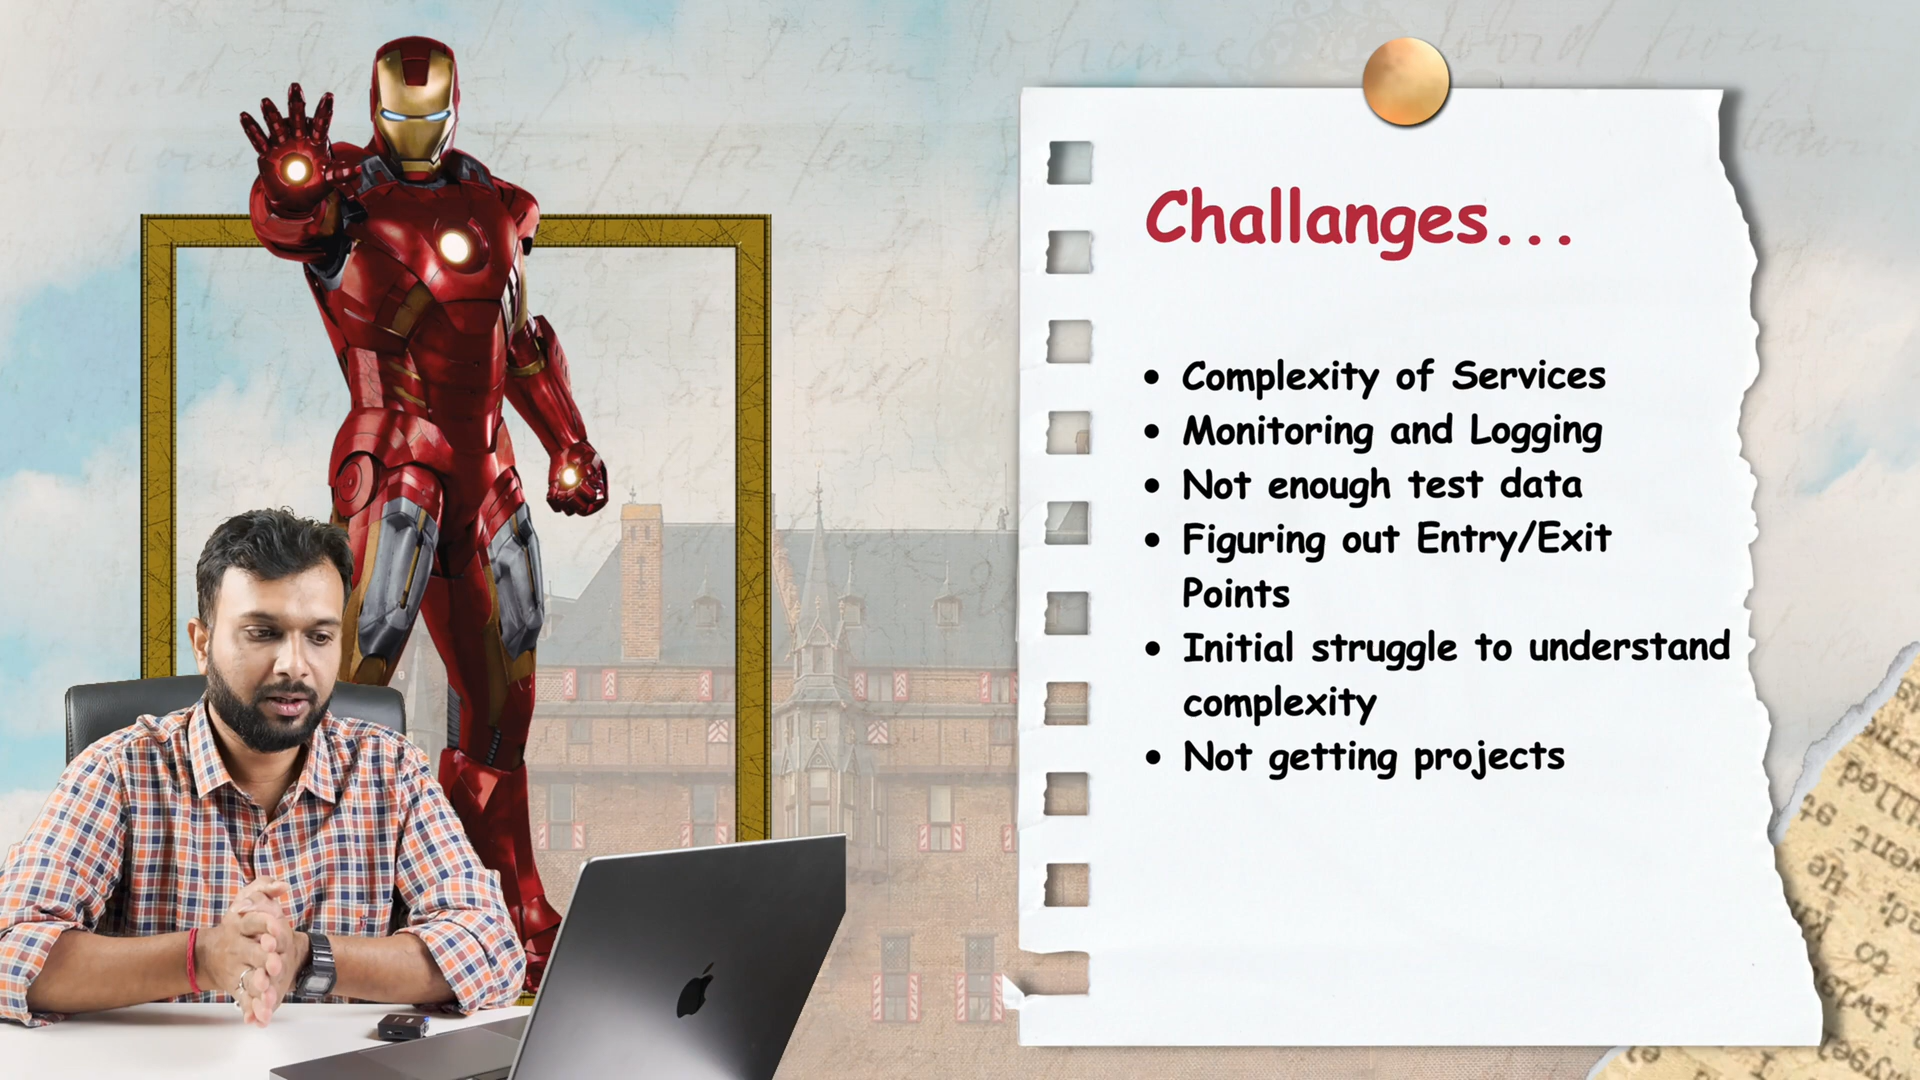 Challanges...
• Complexity of Services
• Monitoring and Logging
• Not enough test data
• Figuring out Entry/Exit
Points
• Initial struggle to understand
complexity
• Not getting projects